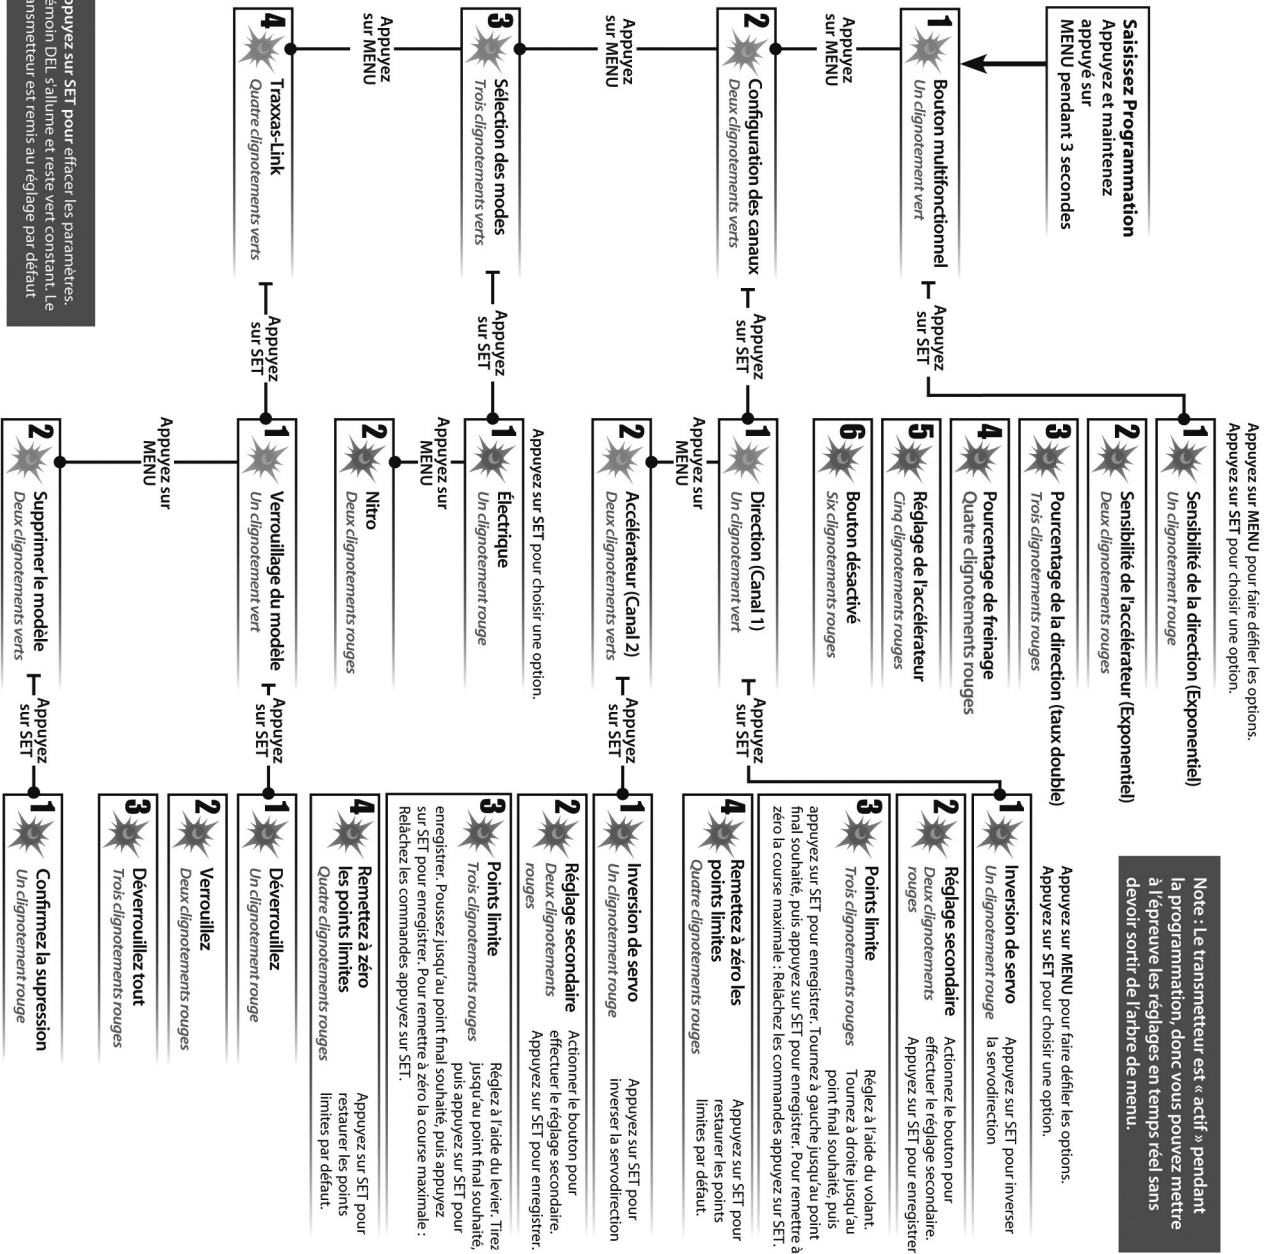 Saisissez Programmation
Appuyez et maintenez
appuyé sur
MENU pendant 3 secondes
1
Bouton multifonctionnel
Un clignotement vert
Appuyez
sur MENU
2
Configuration des canaux
Deux clignotements verts
Appuyez
sur MENU
3
Sélection des modes
Trois clignotements verts
Appuyez
sur MENU
4
Traxxas-Link
Quatre clignotements verts
sur SET pour effacer les paramètres.
DEL s'allume et reste vert constant. Le
est remis au réglage par défaut
Appuyez
sur SET
Appuyez
sur SET
Appuyez
sur SET
Appuyez
sur SET
Appuyez sur MENU pour faire défiler les options.
Appuyez sur SET pour choisir une option.
1
Sensibilité de la direction (Exponentiel)
Un clignotement rouge
2
Sensibilité de l'accélérateur (Exponentiel)
Deux clignotements rouges
3
Pourcentage de la direction (taux double)
Trois clignotements rouges
4
Pourcentage de freinage
Quatre clignotements rouges
5
Réglage de l'accélérateur
Cinq clignotements rouges
6
Bouton désactivé
Six clignotements rouges
1
Direction (Canal 1)
Un clignotement vert
Appuyez sur
MENU
2
Accélérateur (Canal 2)
Deux clignotements verts
Appuyez sur SET pour choisir une option.
1
Électrique
Un clignotement rouge
Appuyez sur
MENU
2
Nitro
Deux clignotements rouges
1
Verrouillage du modèle
Un clignotement vert
Appuyez sur
MENU
2
Supprimer le modèle
Deux clignotements verts
Appuyez
sur SET
Appuyez
sur SET
Appuyez
sur SET
Appuyez
sur SET
Note : Le transmetteur est « actif » pendant
la programmation, donc vous pouvez mettre
à l'épreuve les réglages en temps réel sans
devoir sortir de l'arbre de menu.
Appuyez sur MENU pour faire défiler les options.
Appuyez sur SET pour choisir une option.
1
Inversion de servo
Un clignotement rouge
Appuyez sur SET pour inverser
la servodirection
2
Réglage secondaire
Deux clignotements
rouges
Actionnez le bouton pour
effectuer le réglage secondaire.
Appuyez sur SET pour enregistrer
3
Points limite
Trois clignotements rouges
Réglez à l'aide du volant.
Tournez à droite jusqu'au
point final souhaité, puis
appuyez sur SET pour enregistrer. Tournez à gauche jusqu'au point
final souhaité, puis appuyez sur SET pour enregistrer. Pour remettre à
zéro la course maximale : Relâchez les commandes appuyez sur SET.
4
Remettez à zéro les
points limites
Quatre clignotements rouges
Appuyez sur SET pour
restaurer les points
limites par défaut.
1
Inversion de servo
Un clignotement rouge
Appuyez sur SET pour
inverser la servodirection
2
Réglage secondaire
Deux clignotements
rouges
Actionner le bouton pour
effectuer le réglage secondaire.
Appuyez sur SET pour enregistrer.
3
Points limite
Trois clignotements rouges
Réglez à l'aide du levier. Tirez
jusqu'au point final souhaité,
puis appuyez sur SET pour
enregistrer. Poussez jusqu'au point final souhaité, puis appuyez
sur SET pour enregistrer. Pour remettre à zéro la course maximale :
Relâchez les commandes appuyez sur SET.
4
Remettez à zéro
les points limites
Quatre clignotements rouges
Appuyez sur SET pour
restaurer les points
limites par défaut.
1
Déverrouillez
Un clignotement rouge
2
Verrouillez
Deux clignotements rouges
3
Déverrouillez tout
Trois clignotements rouges
1
Confirmez la supression
Un clignotement rouge